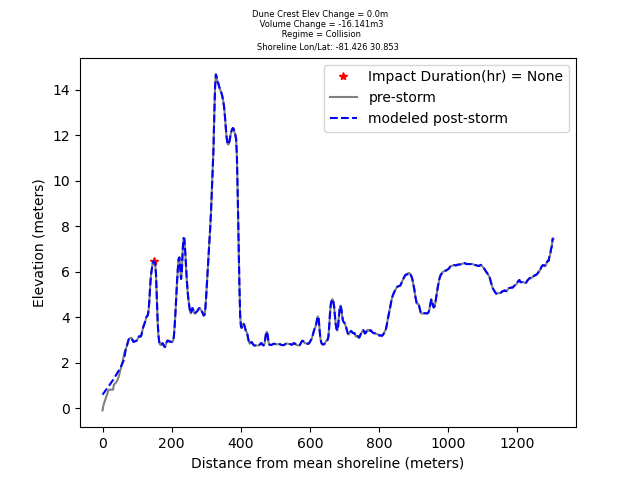 Dune Crest Elev Change = 0.0m
Volume Change = -16.141m3
Regime = Collision
Shoreline Lon/Lat: -81.426 30.853
Impact Duration(hr) = None
pre-storm
modeled post-storm
14
12
10
8
6
4
2
0
Elevation (meters)
0 200 400 600 800 1000 1200
Distance from mean shoreline (meters)